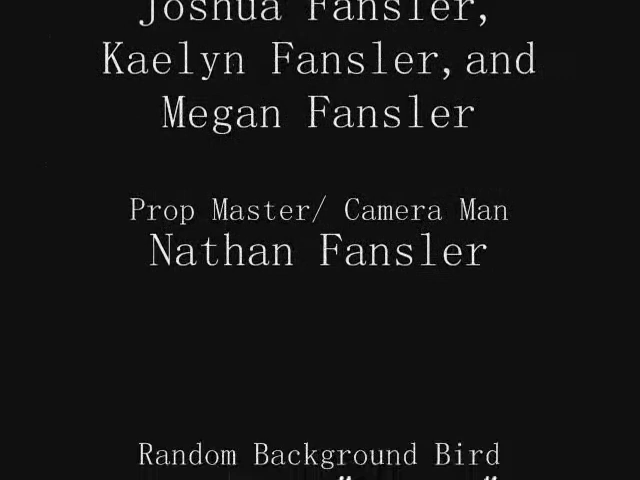 Joshua Fansler,
Kaelyn Fansler,and
Megan Fansler
Prop Master/ Camera Man
Nathan Fansler
Random Background Bird